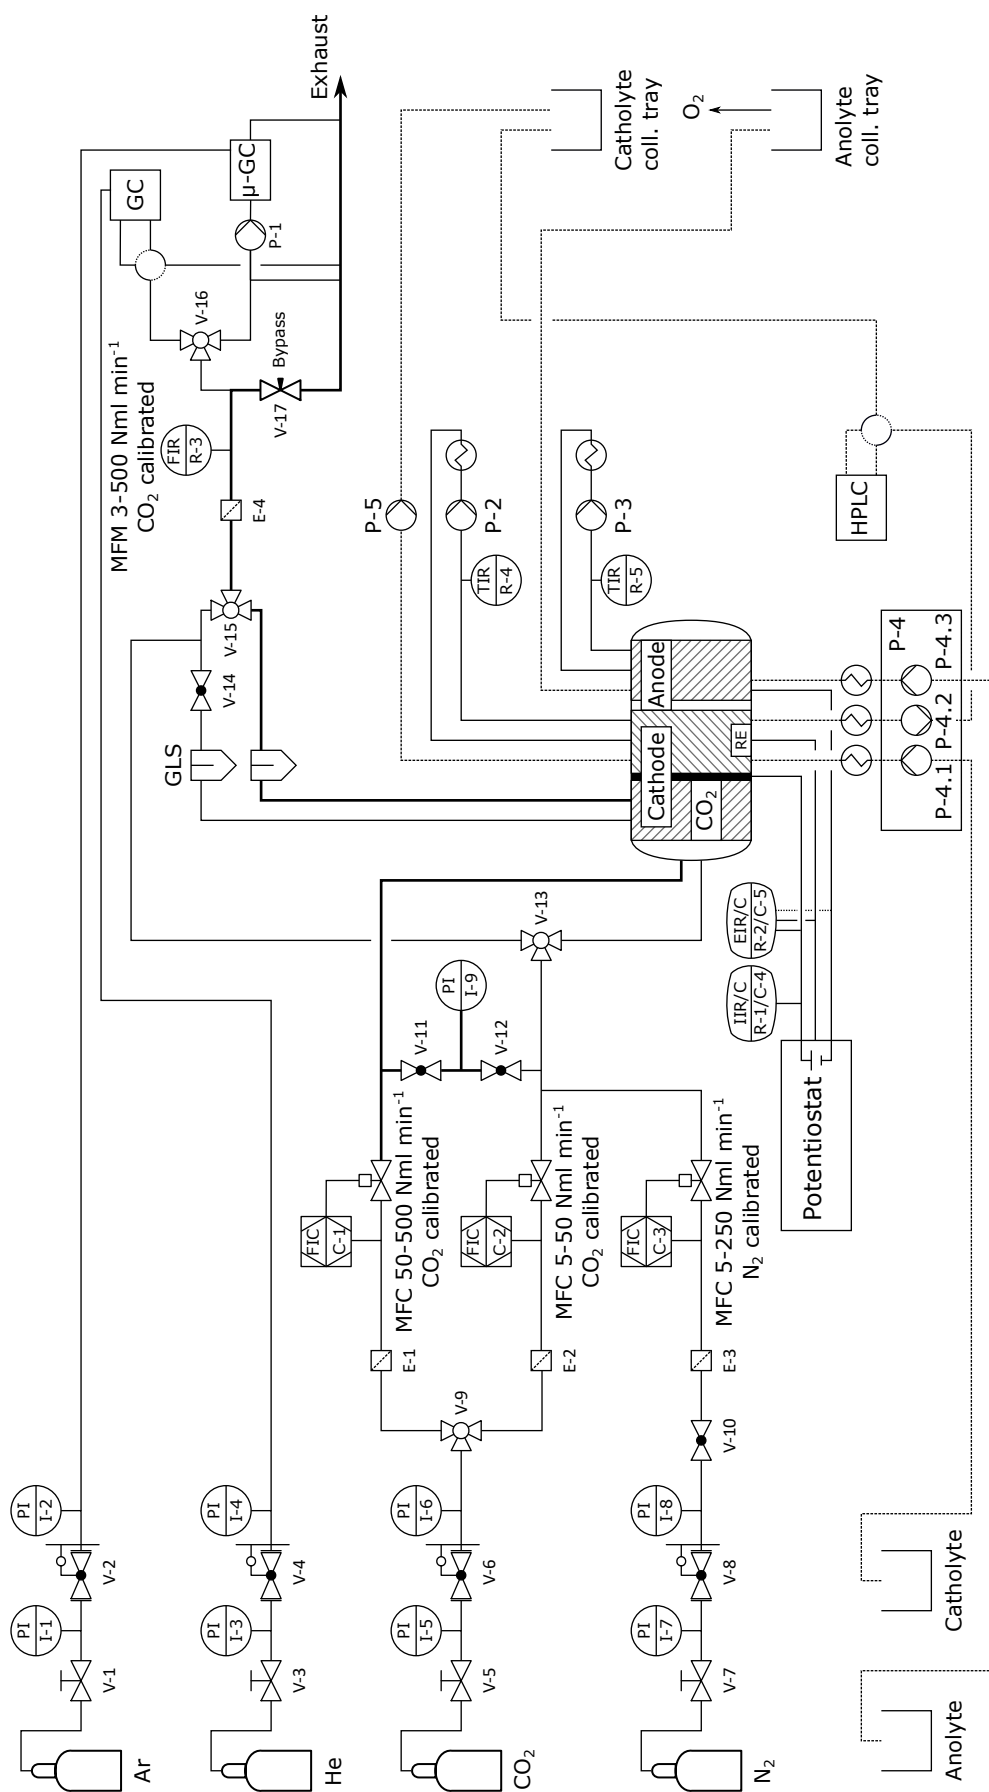 Ar
PI
I-1
PI
I-2
V-1
V-2
He
PI
I-3
PI
I-4
V-3
V-4
CO₂
PI
I-5
PI
I-6
V-5
V-6
N₂
PI
I-7
PI
I-8
V-7
V-8
V-9
V-10
E-1
E-2
E-3
FIC
C-1
MFC 50-500 Nml min⁻¹
CO₂ calibrated
FIC
C-2
MFC 5-50 Nml min⁻¹
CO₂ calibrated
FIC
C-3
MFC 5-250 Nml min⁻¹
N₂ calibrated
V-11
V-12
PI
I-9
V-13
GLS
V-14
V-15
E-4
FIR
R-3
MFM 3-500 Nml min⁻¹
CO₂ calibrated
V-16
V-17
Bypass
GC
μ-GC
P-1
Exhaust
Cathode
CO₂
Anode
RE
TIR
R-4
TIR
R-5
P-5
P-2
P-3
Catholyte
coll. tray
O₂
Anolyte
coll. tray
HPLC
P-4
P-4.1
P-4.2
P-4.3
IIR/C
R-1/C-4
EIR/C
R-2/C-5
Potentiostat
Anolyte
Catholyte